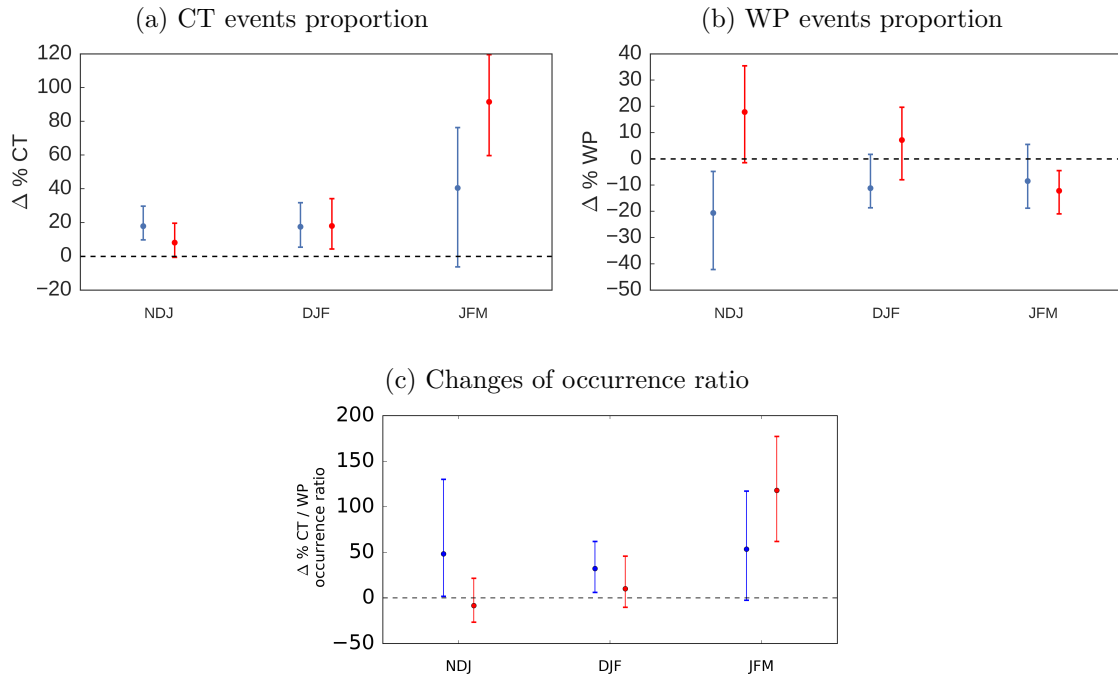 (a) CT events proportion
(b) WP events proportion
120
100
80
60
40
20
0
−20
Δ % CT
NDJ
DJF
JFM
40
30
20
10
0
−10
−20
−30
−40
−50
Δ % WP
NDJ
DJF
JFM
(c) Changes of occurrence ratio
200
150
100
50
0
−50
Δ % CT / WP
occurrence ratio
NDJ
DJF
JFM